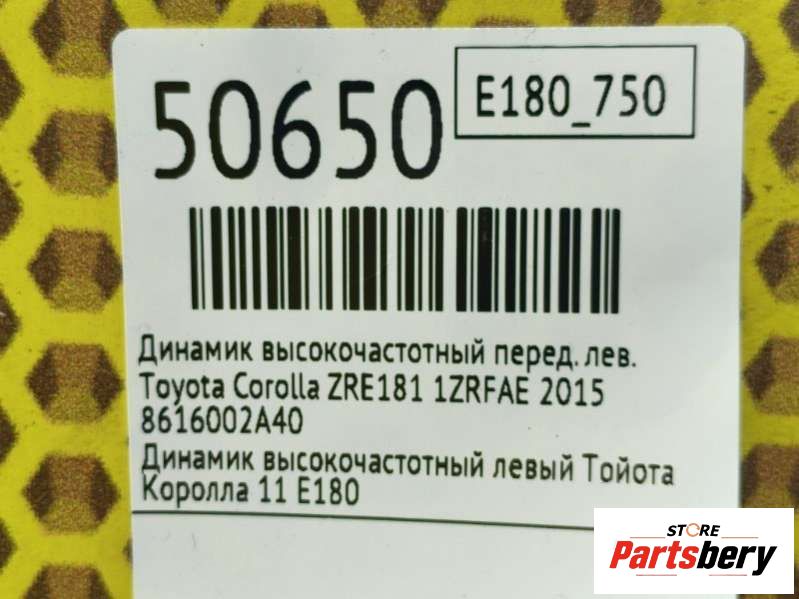 50650
E180_750
Динамик высокочастотный перед. лев.
Toyota Corolla ZRE181 1ZRFAE 2015
8616002A40
Динамик высокочастотный левый Тойота
Королла 11 E180
STORE
Partsbery